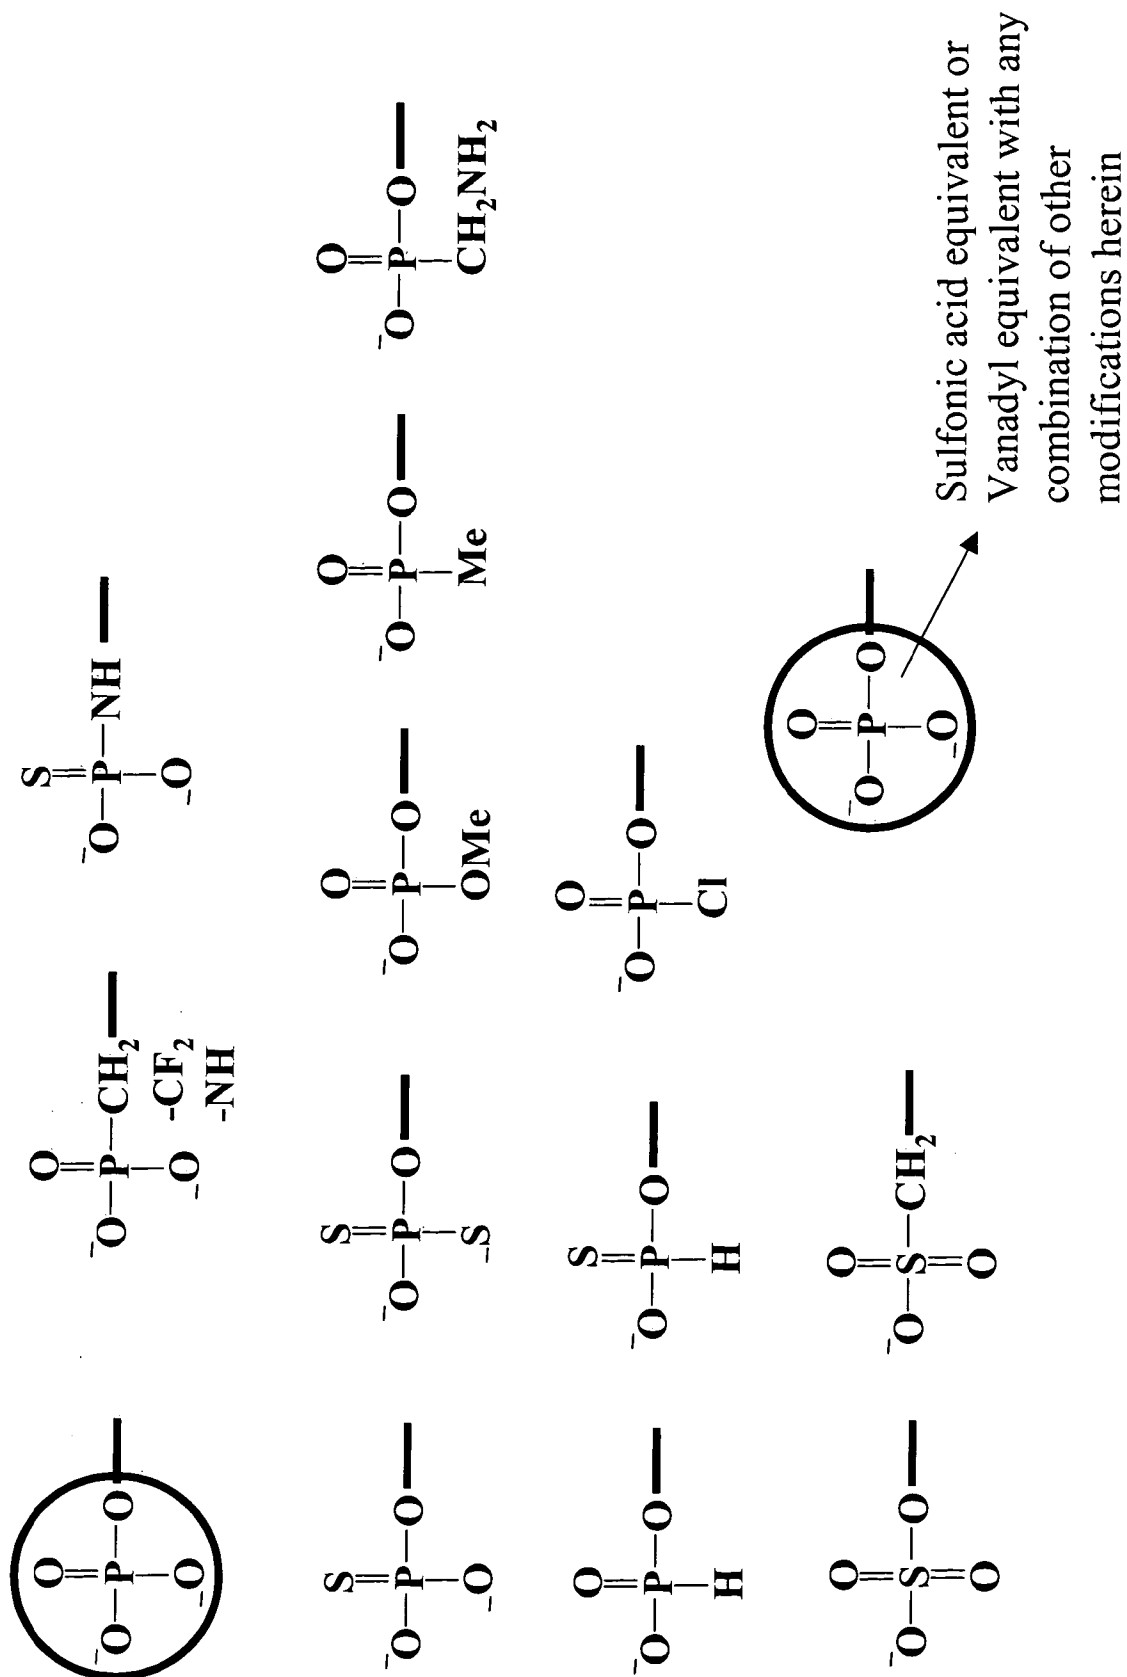 O O S
⁻O–P–O ⁻O–P–CH₂ ⁻O–P–NH
O⁻ O⁻ -CF₂ O⁻
-NH
S S O O O
⁻O–P–O ⁻O–P–O ⁻O–P–O ⁻O–P–O ⁻O–P–O
O⁻ S⁻ OMe Me CH₂NH₂
O S O
⁻O–P–O ⁻O–P–O ⁻O–P–O
H H Cl
O O O
⁻O–S–O ⁻O–S–CH₂ ⁻O–P–O
O O O⁻
Sulfonic acid equivalent or
Vanadyl equivalent with any
combination of other
modifications herein